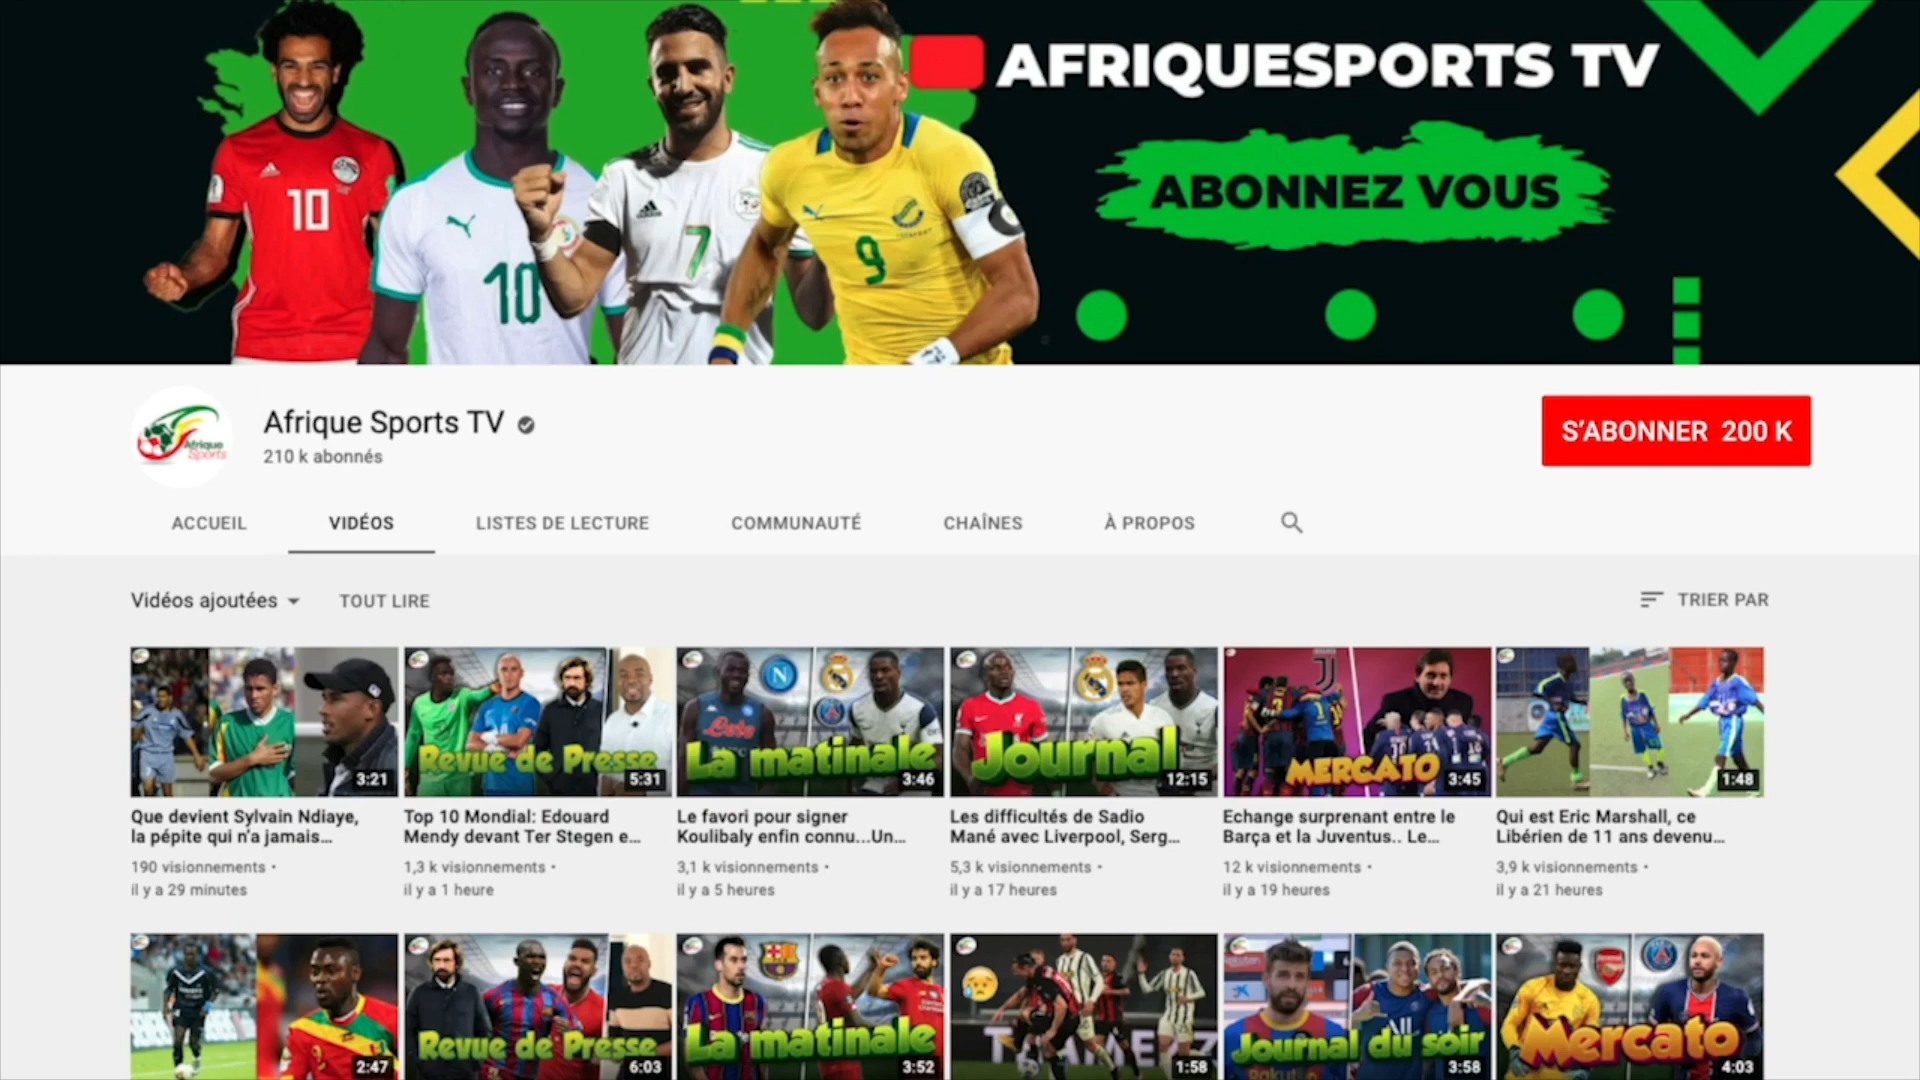 AFRIQUESPORTS TV
ABONNEZ VOUS
10
10
7
9
Afrique Sports
Afrique Sports TV
210 k abonnés
S'ABONNER 200 K
ACCUEIL
VIDÉOS
LISTES DE LECTURE
COMMUNAUTÉ
CHAÎNES
À PROPOS
Vidéos ajoutées
TOUT LIRE
TRIER PAR
3:21
Revue de Presse
5:31
La matinale
3:46
Journal
12:15
MERCATO
3:45
1:48
Que devient Sylvain Ndiaye,
la pépite qui n'a jamais...
190 visionnements •
il y a 29 minutes
Top 10 Mondial: Edouard
Mendy devant Ter Stegen e...
1,3 k visionnements •
il y a 1 heure
Le favori pour signer
Koulibaly enfin connu...Un...
3,1 k visionnements •
il y a 5 heures
Les difficultés de Sadio
Mané avec Liverpool, Serg...
5,3 k visionnements •
il y a 17 heures
Echange surprenant entre le
Barça et la Juventus.. Le...
12 k visionnements •
il y a 19 heures
Qui est Eric Marshall, ce
Libérien de 11 ans devenu...
3,9 k visionnements •
il y a 21 heures
2:47
Revue de Presse
6:03
La matinale
3:52
1:58
Journal du soir
3:58
Mercato
4:03